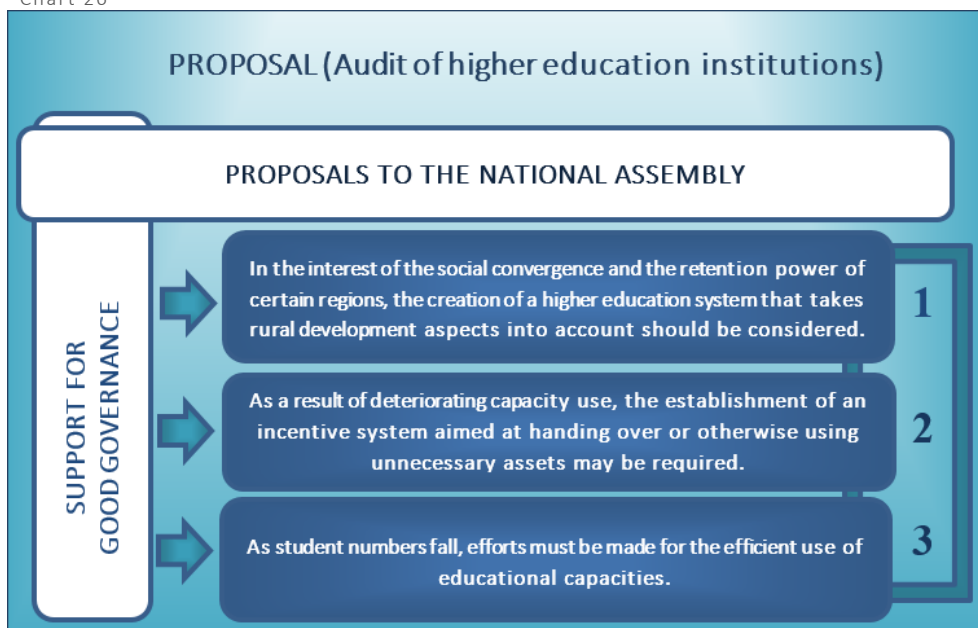 Chart 26
PROPOSAL (Audit of higher education institutions)
PROPOSALS TO THE NATIONAL ASSEMBLY
SUPPORT FOR
GOOD GOVERNANCE
In the interest of the social convergence and the retention power of
certain regions, the creation of a higher education system that takes
rural development aspects into account should be considered.
1
As a result of deteriorating capacity use, the establishment of an
incentive system aimed at handing over or otherwise using
unnecessary assets may be required.
2
As student numbers fall, efforts must be made for the efficient use of
educational capacities.
3